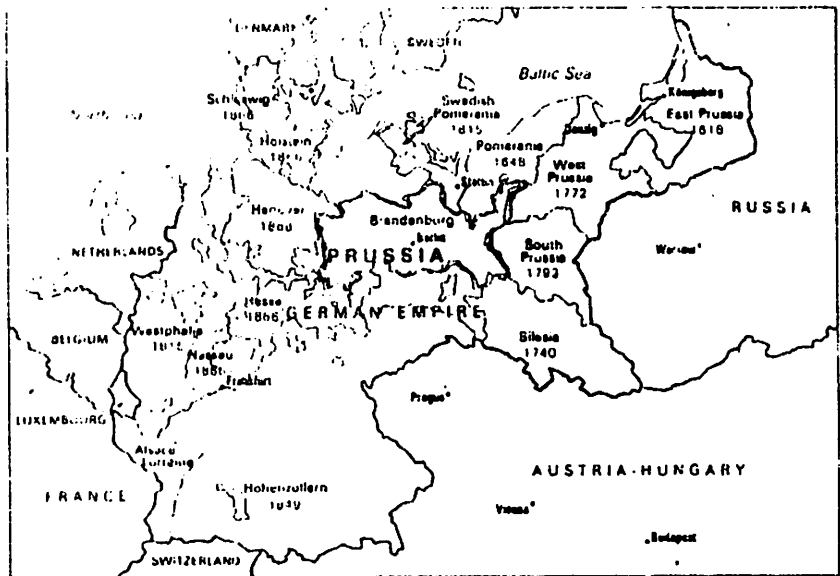 DENMARK
SWEDEN
Baltic Sea
Schleswig
1866
Swedish
Pomerania
1815
Königsberg
East Prussia
1618
Holstein
Danzig
Pomerania
1648
Stettin
West
Prussia
1772
RUSSIA
Hanover
Brandenburg
Berlin
NETHERLANDS
PRUSSIA
South
Prussia
1793
Warsaw
Hesse
1866
GERMAN EMPIRE
BELGIUM
Westphalia
Nassau
Silesia
1740
Frankfurt
Prague
LUXEMBOURG
Alsace
Lorraine
AUSTRIA-HUNGARY
FRANCE
Hohenzollern
1849
Vienna
Budapest
SWITZERLAND